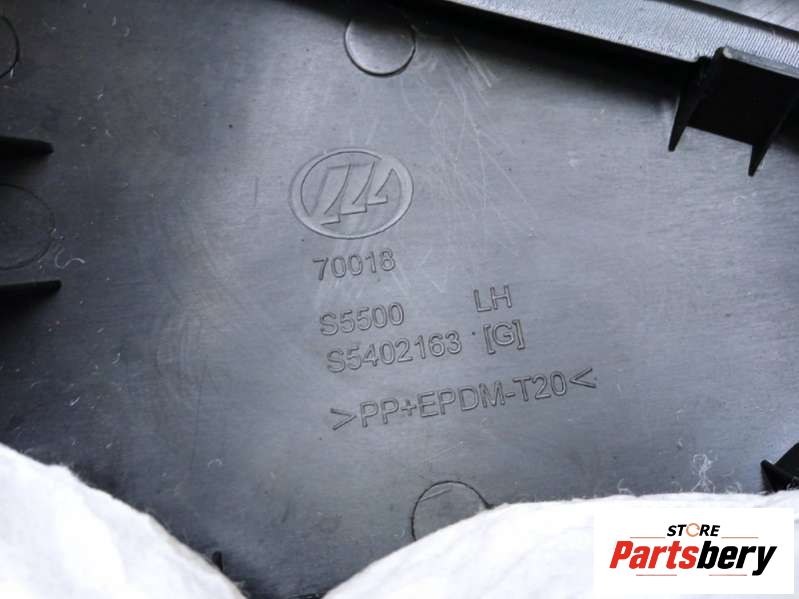 70018
S5500 LH
S5402163 [G]
>PP+EPDM-T20<
STORE
Partsbery